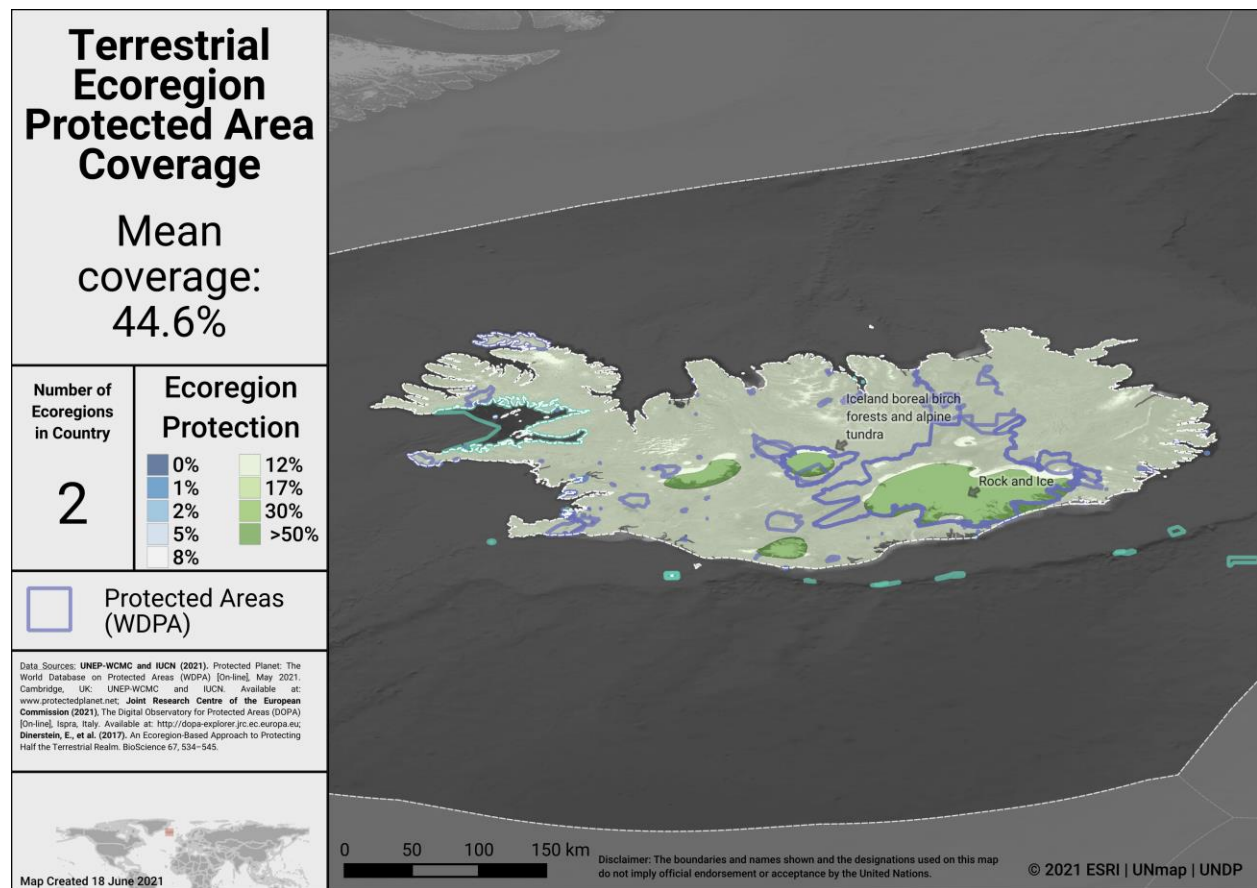 Terrestrial
Ecoregion
Protected Area
Coverage
Mean
coverage:
44.6%
Number of
Ecoregions
in Country
2
Ecoregion
Protection
0%
1%
2%
5%
8%
12%
17%
30%
>50%
Protected Areas
(WDPA)
Data Sources: UNEP-WCMC and IUCN (2021). Protected Planet: The
World Database on Protected Areas (WDPA) [On-line], May 2021.
Cambridge, UK: UNEP-WCMC and IUCN. Available at:
www.protectedplanet.net; Joint Research Centre of the European
Commission (2021), The Digital Observatory for Protected Areas (DOPA)
[On-line], Ispra, Italy. Available at: http://dopa-explorer.jrc.ec.europa.eu;
Dinerstein, E., et al. (2017). An Ecoregion-Based Approach to Protecting
Half the Terrestrial Realm. BioScience 67, 534–545.
Map Created 18 June 2021
Iceland boreal birch
forests and alpine
tundra
Rock and Ice
0 50 100 150 km
Disclaimer: The boundaries and names shown and the designations used on this map
do not imply official endorsement or acceptance by the United Nations.
© 2021 ESRI | UNmap | UNDP